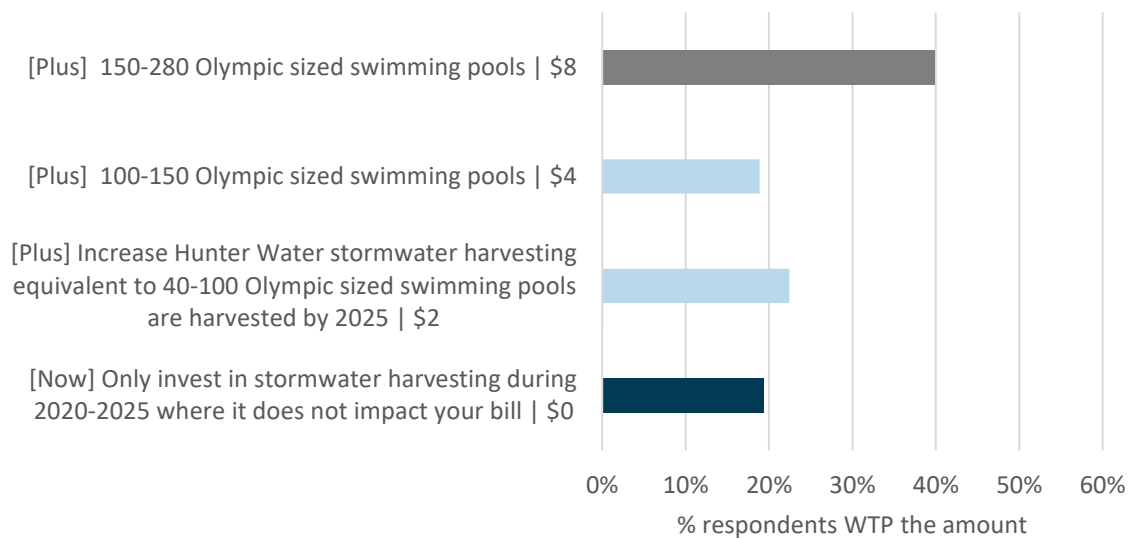 [Plus]  150-280 Olympic sized swimming pools | $8
[Plus]  100-150 Olympic sized swimming pools | $4
[Plus] Increase Hunter Water stormwater harvesting
equivalent to 40-100 Olympic sized swimming pools
are harvested by 2025 | $2
[Now] Only invest in stormwater harvesting during
2020-2025 where it does not impact your bill | $0
0% 10% 20% 30% 40% 50% 60%
% respondents WTP the amount